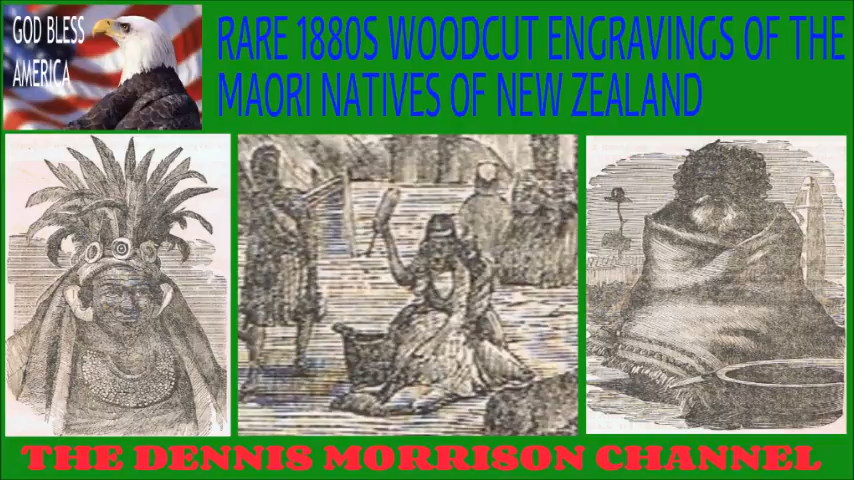 GOD BLESS
AMERICA
RARE 1880S WOODCUT ENGRAVINGS OF THE
MAORI NATIVES OF NEW ZEALAND
THE DENNIS MORRISON CHANNEL